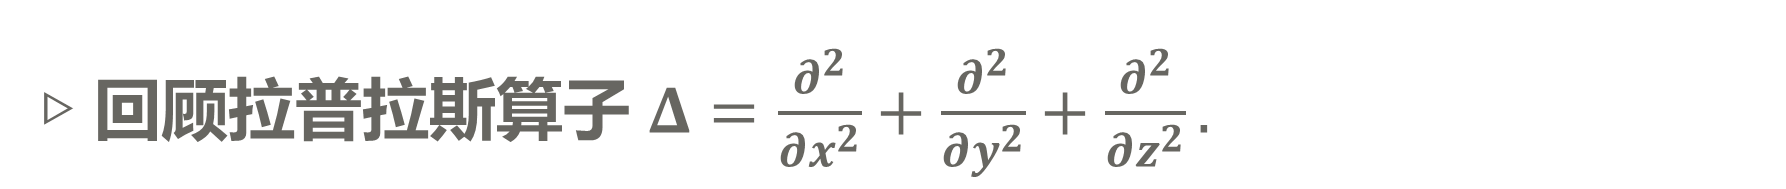 ▷ 回顾拉普拉斯算子 Δ = ∂²/∂x² + ∂²/∂y² + ∂²/∂z² .